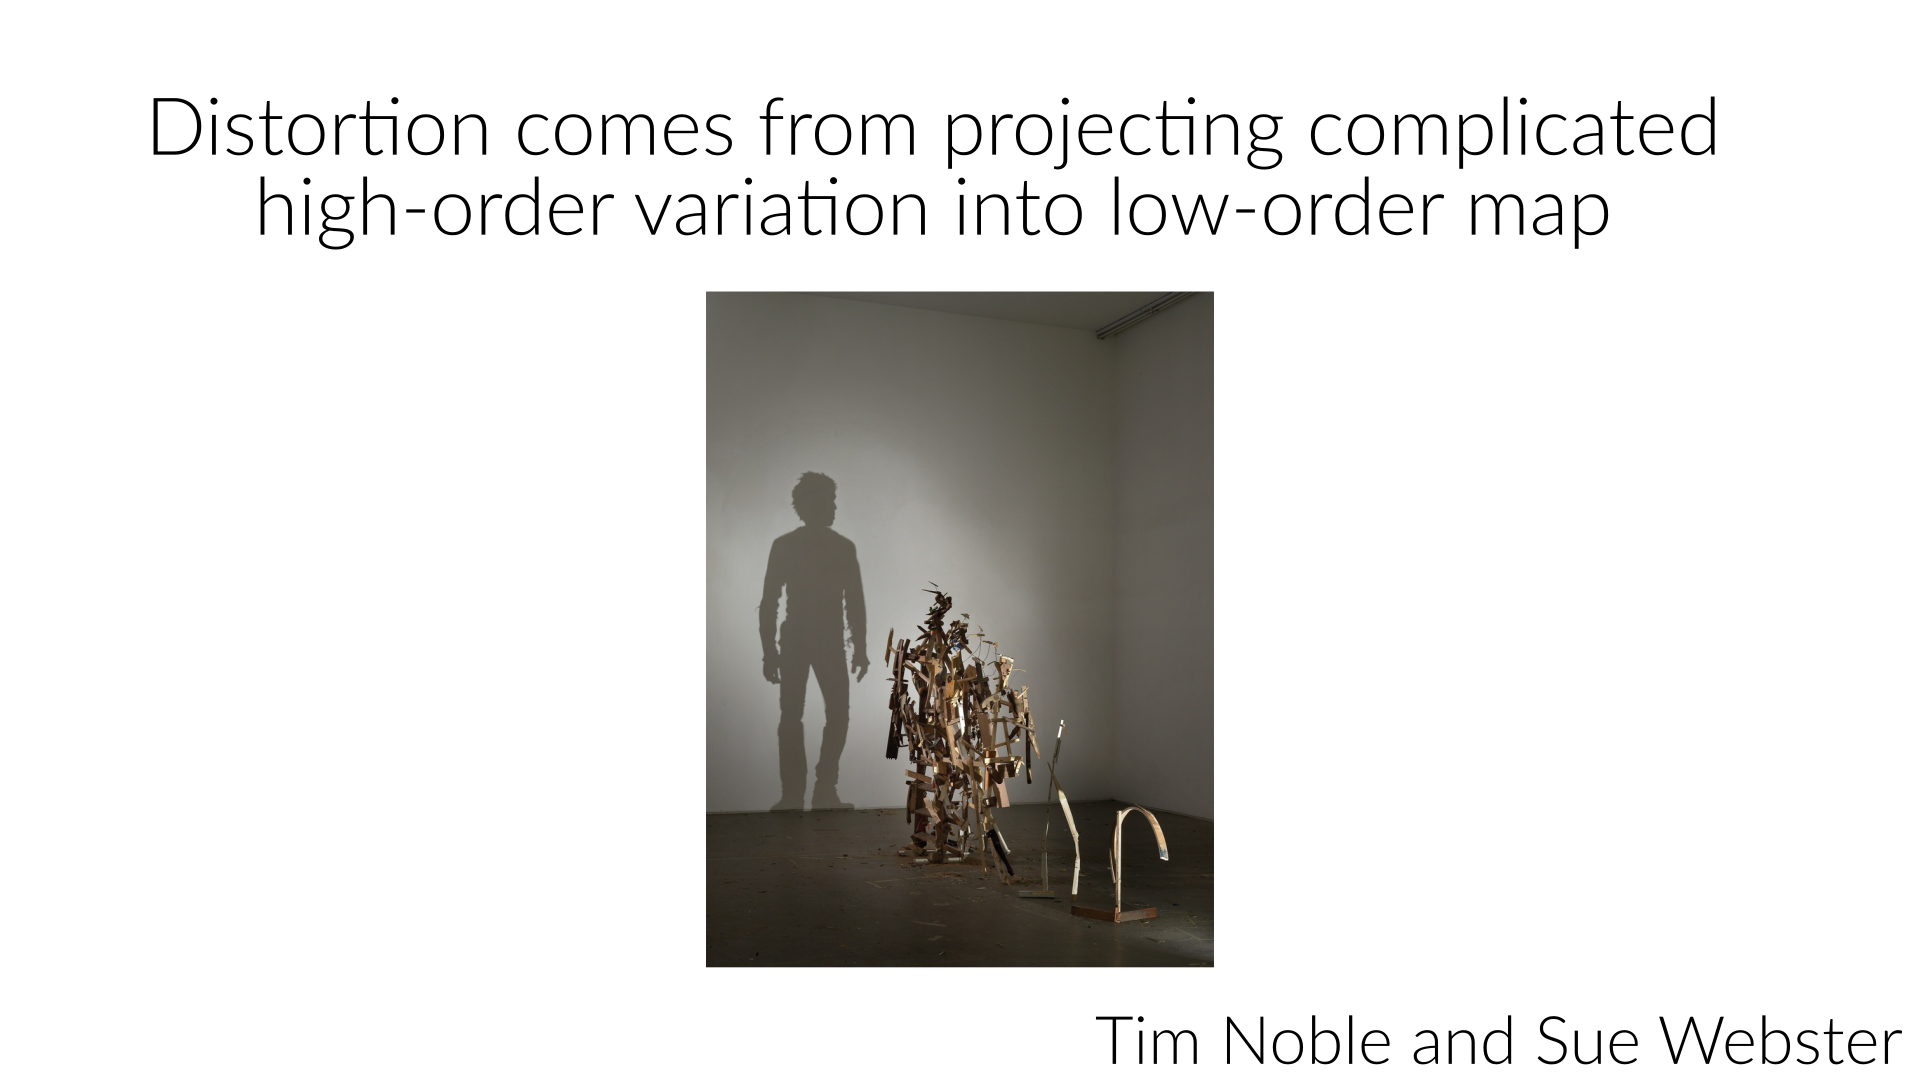 Distortion comes from projecting complicated
high-order variation into low-order map
Tim Noble and Sue Webster